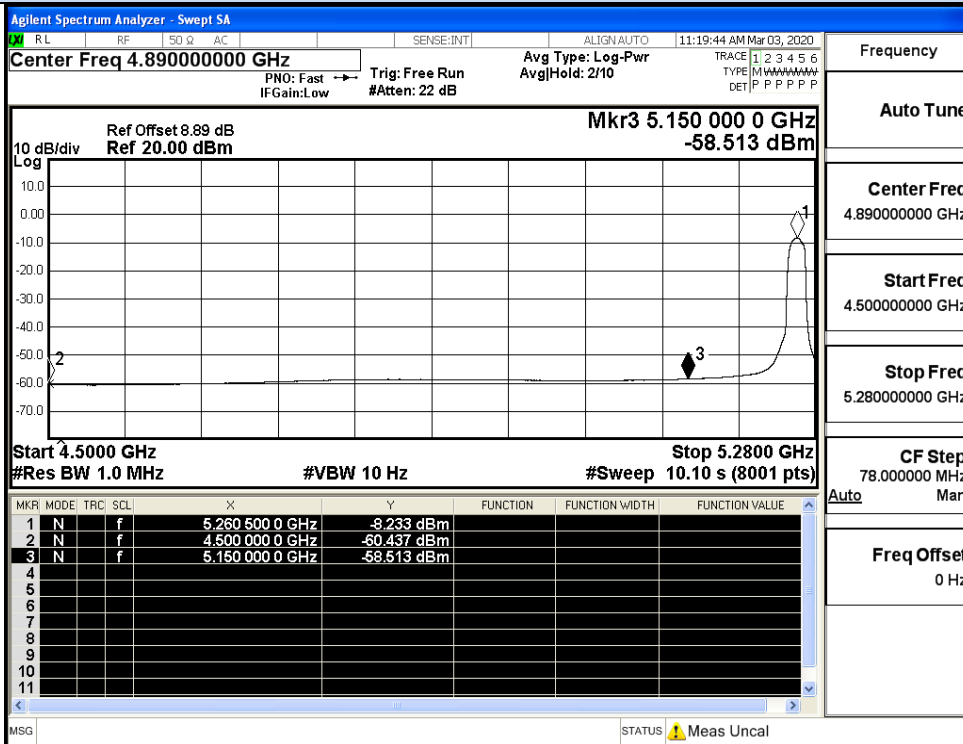 Agilent Spectrum Analyzer - Swept SA
LXI RL RF 50 Ω AC SENSE:INT ALIGNAUTO 11:19:44 AM Mar 03, 2020
Center Freq 4.890000000 GHz
PNO: Fast
IFGain:Low
Trig: Free Run
#Atten: 22 dB
Avg Type: Log-Pwr
Avg|Hold: 2/10
TRACE 1 2 3 4 5 6
TYPE M W W W W W
DET P P P P P P
Mkr3 5.150 000 0 GHz
-58.513 dBm
Ref Offset 8.89 dB
10 dB/div Ref 20.00 dBm
Log
10.0
0.00
-10.0
-20.0
-30.0
-40.0
-50.0
-60.0
-70.0
1
2
3
Start 4.5000 GHz Stop 5.2800 GHz
#Res BW 1.0 MHz #VBW 10 Hz #Sweep 10.10 s (8001 pts)
MKR MODE TRC SCL X Y FUNCTION FUNCTION WIDTH FUNCTION VALUE
1 N f 5.260 500 0 GHz -8.233 dBm
2 N f 4.500 000 0 GHz -60.437 dBm
3 N f 5.150 000 0 GHz -58.513 dBm
4
5
6
7
8
9
10
11
MSG STATUS Meas Uncal
Frequency
Auto Tune
Center Freq
4.890000000 GHz
Start Freq
4.500000000 GHz
Stop Freq
5.280000000 GHz
CF Step
78.000000 MHz
Auto Man
Freq Offset
0 Hz